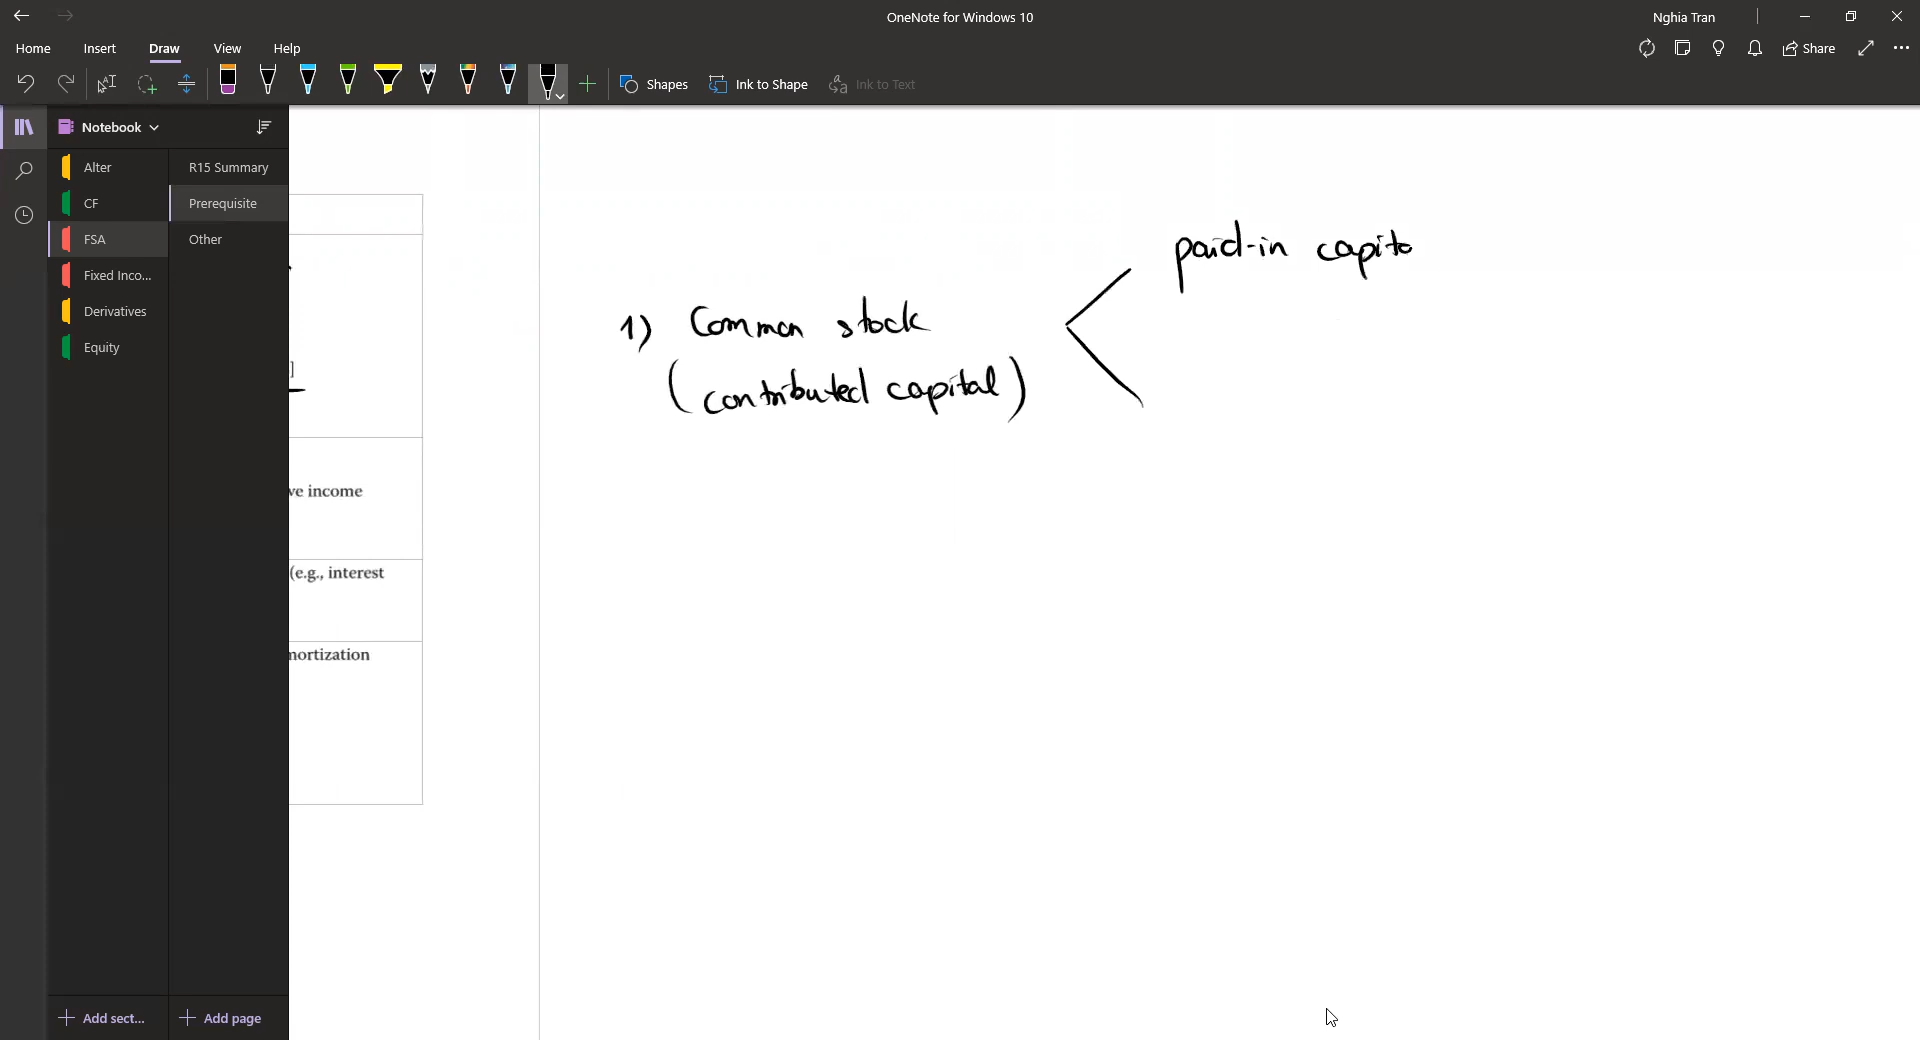 OneNote for Windows 10
Nghia Tran
Home Insert Draw View Help
Share
Shapes
Ink to Shape
Ink to Text
Notebook
Alter
CF
FSA
Fixed Inco...
Derivatives
Equity
R15 Summary
Prerequisite
Other
]
ve income
(e.g., interest
mortization
paid-in capita
1) Common stock
(contributed capital)
Add sect...
Add page